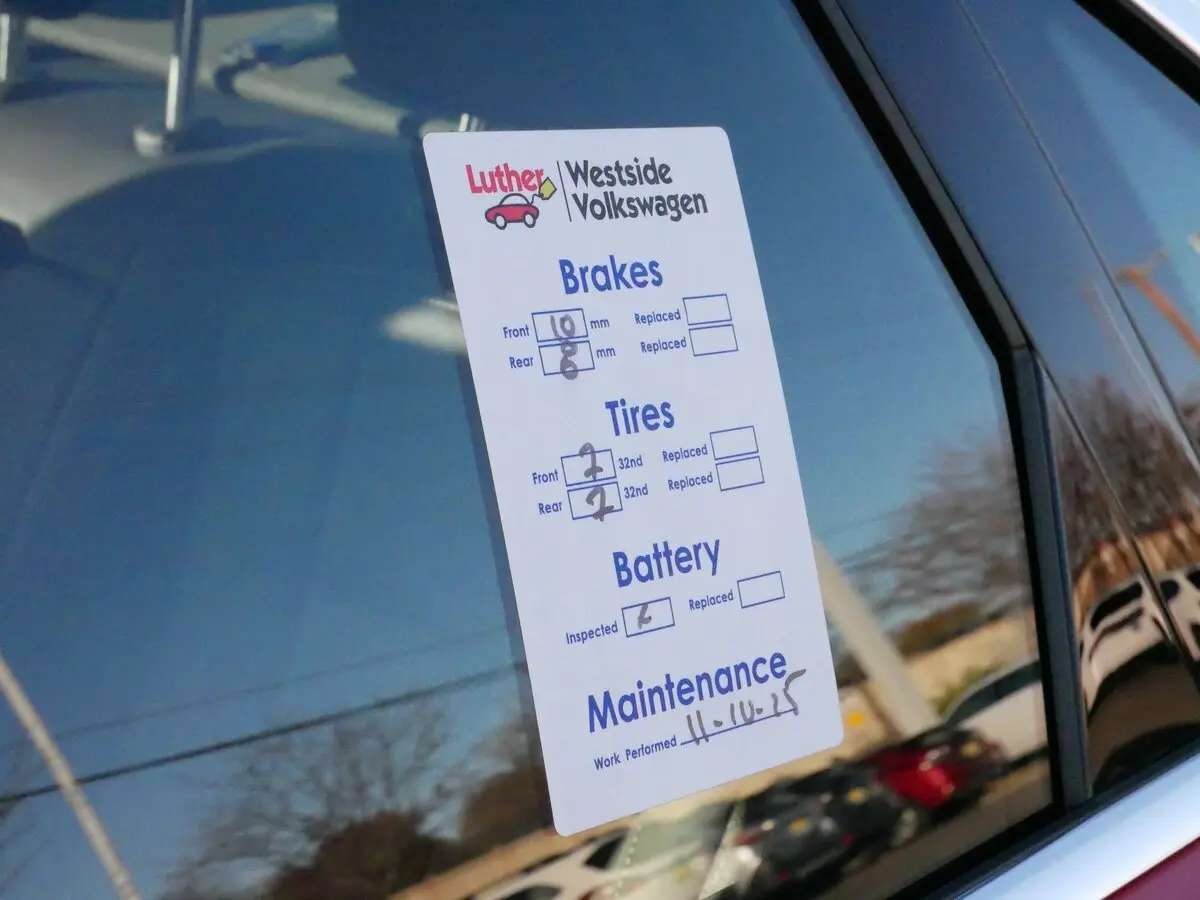 Luther Westside
Volkswagen
Brakes
Front 10 mm Replaced
Rear 8 mm Replaced
Tires
Front 7 32nd Replaced
Rear 7 32nd Replaced
Battery
Inspected Replaced
Maintenance
Work Performed 11-10-25